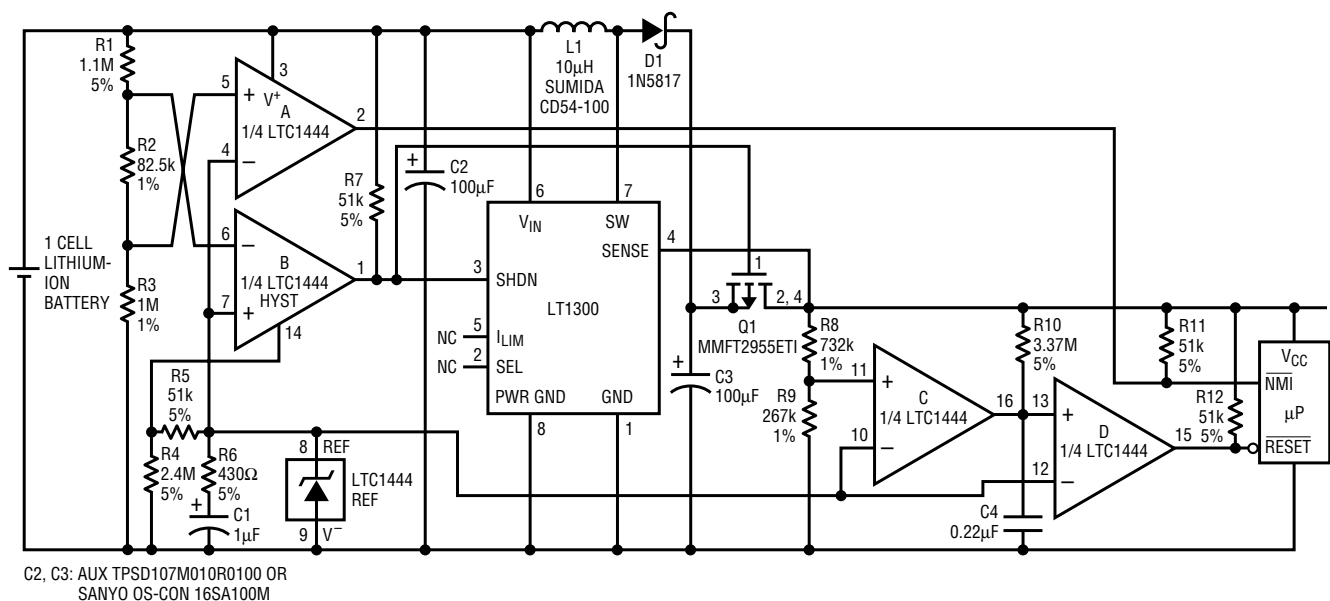 R1
1.1M
5%
R2
82.5k
1%
R3
1M
1%
1 CELL
LITHIUM-
ION
BATTERY
5
+
4
–
3
V+
A
1/4 LTC1444
2
6
–
7
+
B
1/4 LTC1444
HYST
1
14
R5
51k
5%
R4
2.4M
5%
R6
430Ω
5%
+
C1
1µF
8
REF
LTC1444
REF
9
V–
R7
51k
5%
+
C2
100µF
L1
10µH
SUMIDA
CD54-100
D1
1N5817
6
7
VIN
SW
SENSE
4
3
SHDN
LT1300
NC
5
ILIM
NC
2
SEL
PWR GND
GND
8
1
3
1
2, 4
Q1
MMFT2955ETI
+
C3
100µF
R8
732k
1%
R9
267k
1%
11
+
10
–
C
1/4 LTC1444
16
R10
3.37M
5%
13
+
12
–
D
1/4 LTC1444
15
C4
0.22µF
R11
51k
5%
R12
51k
5%
VCC
NMI
µP
RESET
C2, C3: AUX TPSD107M010R0100 OR
SANYO OS-CON 16SA100M